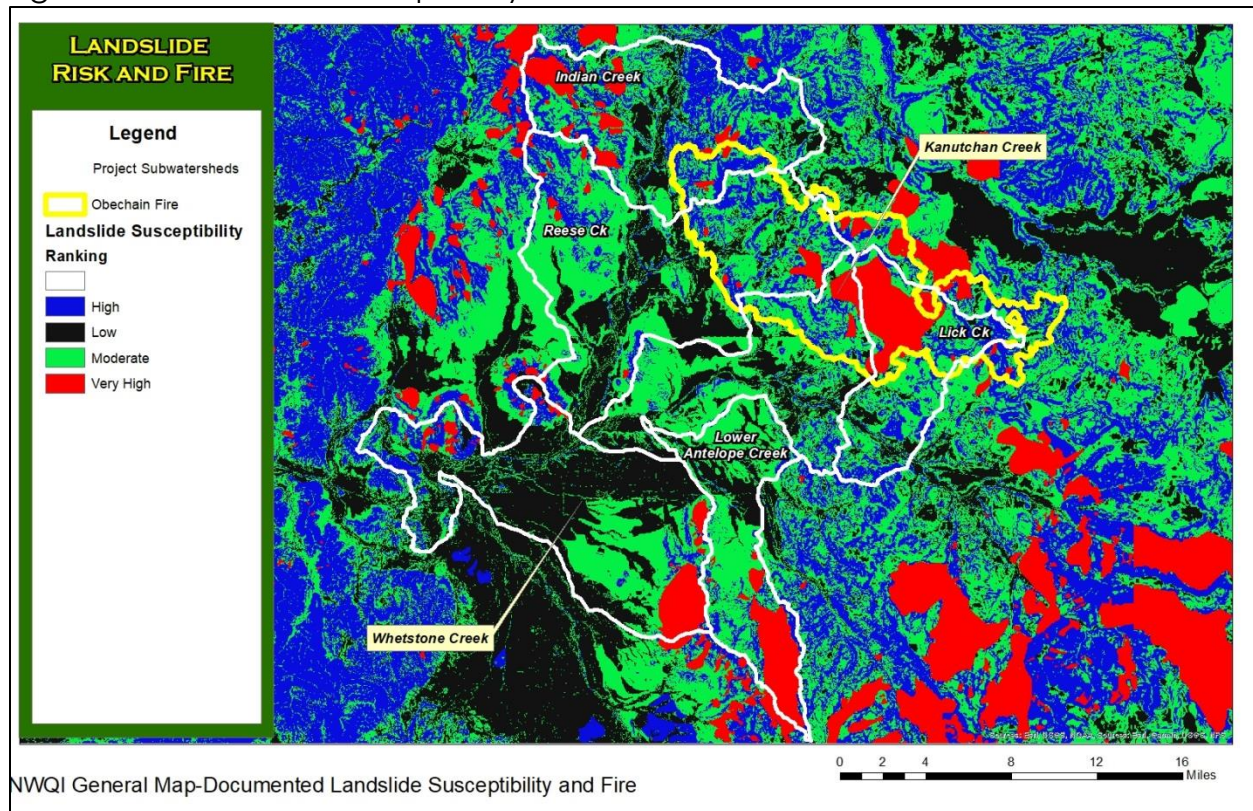 LANDSLIDE
RISK AND FIRE
Legend
Project Subwatersheds
Obechain Fire
Landslide Susceptibility
Ranking
High
Low
Moderate
Very High
Indian Creek
Kanutchan Creek
Reese Ck
Lick Ck
Lower
Antelope Creek
Whetstone Creek
NWQI General Map-Documented Landslide Susceptibility and Fire
0 2 4 8 12 16
Miles